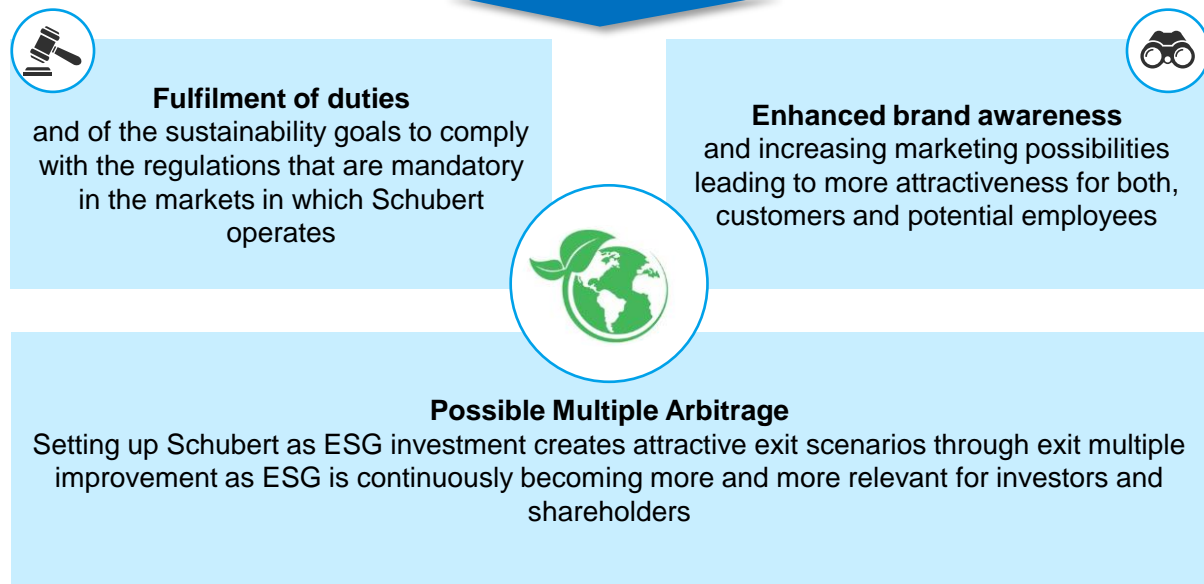 Fulfilment of duties
and of the sustainability goals to comply
with the regulations that are mandatory
in the markets in which Schubert
operates
Enhanced brand awareness
and increasing marketing possibilities
leading to more attractiveness for both,
customers and potential employees
Possible Multiple Arbitrage
Setting up Schubert as ESG investment creates attractive exit scenarios through exit multiple
improvement as ESG is continuously becoming more and more relevant for investors and
shareholders